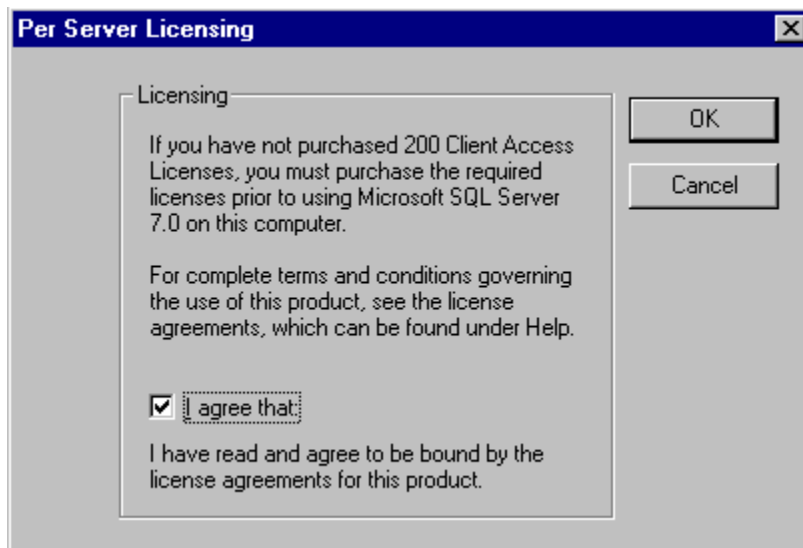 Per Server Licensing
Licensing
If you have not purchased 200 Client Access
Licenses, you must purchase the required
licenses prior to using Microsoft SQL Server
7.0 on this computer.
For complete terms and conditions governing
the use of this product, see the license
agreements, which can be found under Help.
I agree that:
I have read and agree to be bound by the
license agreements for this product.
OK
Cancel